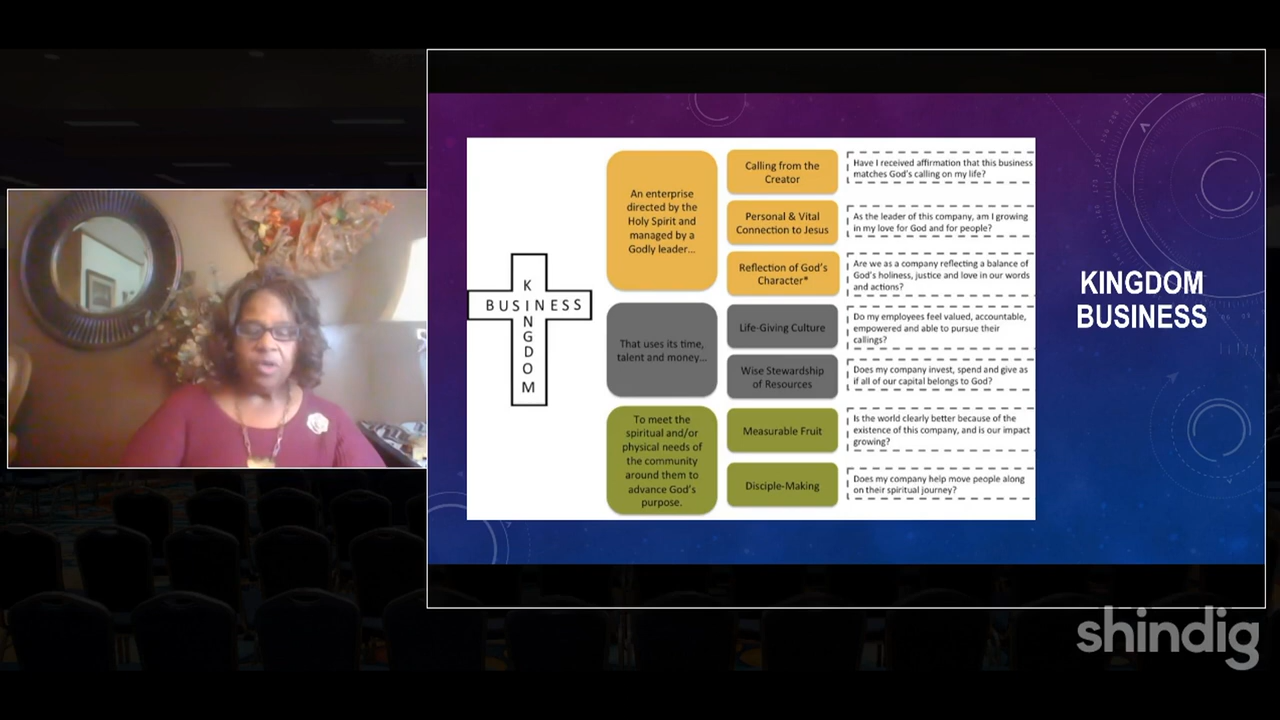 KINGDOM
BUSINESS
An enterprise
directed by the
Holy Spirit and
managed by a
Godly leader...
Calling from the
Creator
Have I received affirmation that this business
matches God's calling on my life?
Personal & Vital
Connection to Jesus
As the leader of this company, am I growing
in my love for God and for people?
Reflection of God's
Character*
Are we as a company reflecting a balance of
God's holiness, justice and love in our words
and actions?
That uses its time,
talent and money...
Life-Giving Culture
Do my employees feel valued, accountable,
empowered and able to pursue their
callings?
Wise Stewardship
of Resources
Does my company invest, spend and give as
if all of our capital belongs to God?
To meet the
spiritual and/or
physical needs of
the community
around them to
advance God's
purpose.
Measurable Fruit
Is the world clearly better because of the
existence of this company, and is our impact
growing?
Disciple-Making
Does my company help move people along
on their spiritual journey?
KINGDOM
BUSINESS
shindig